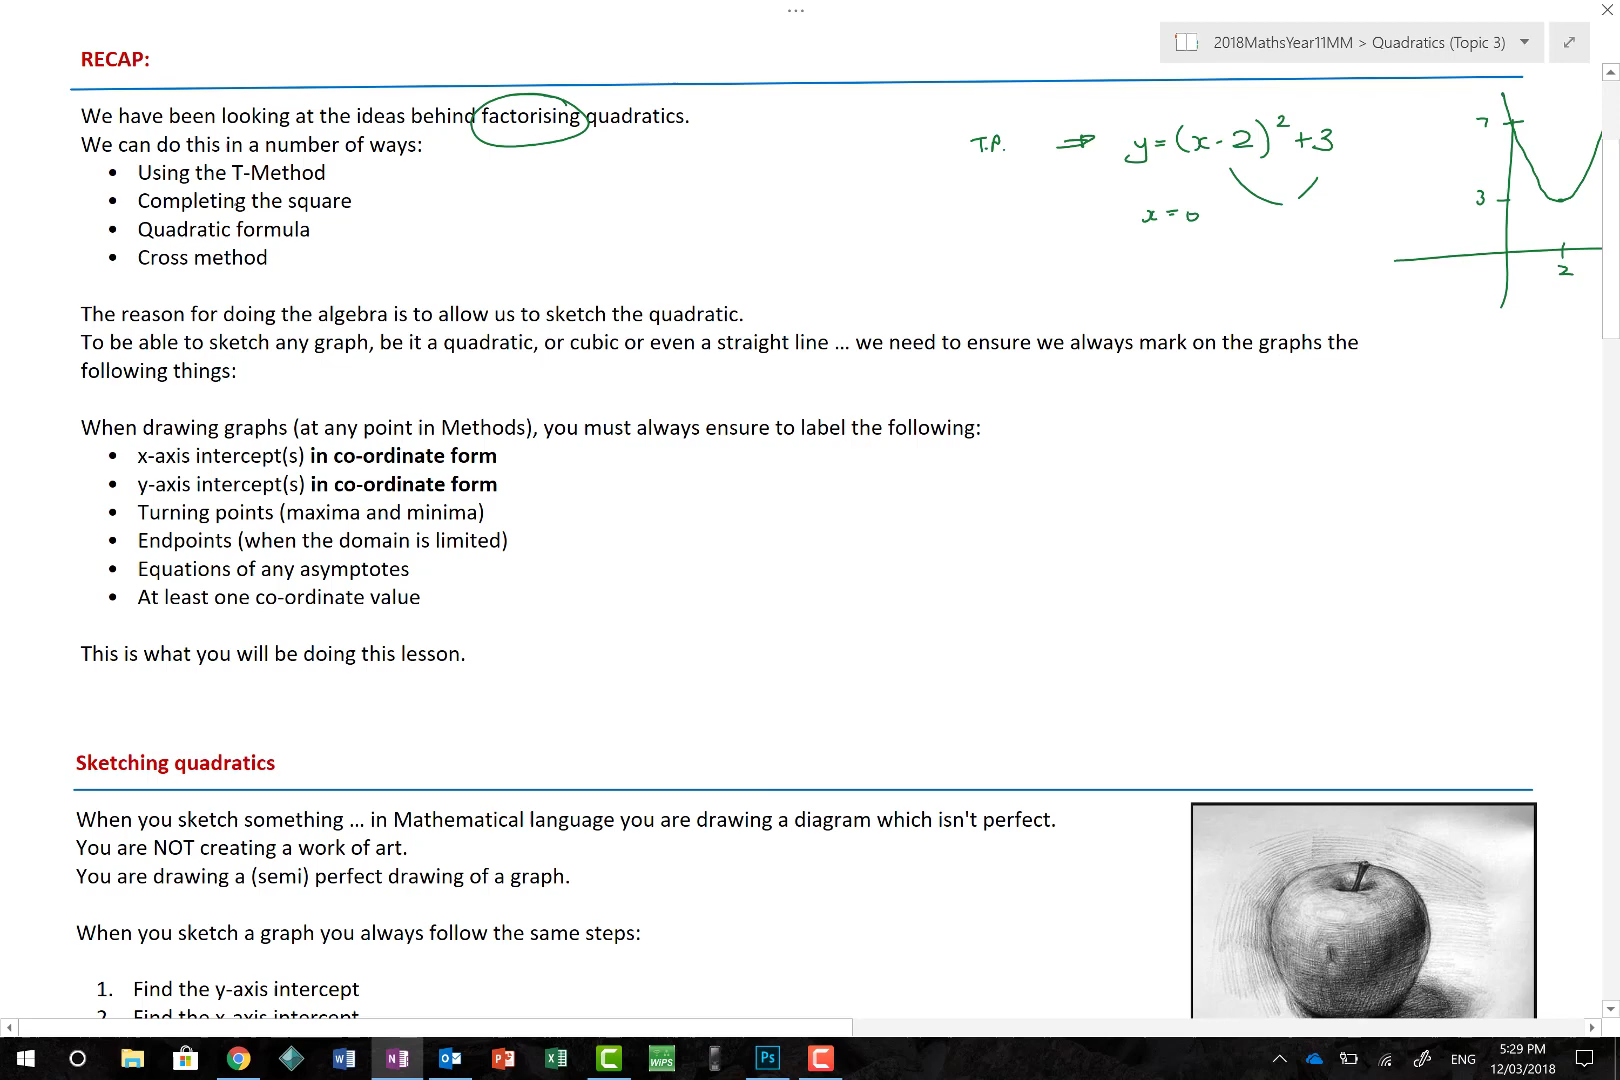 2018MathsYear11MM > Quadratics (Topic 3)
RECAP:
We have been looking at the ideas behind factorising quadratics.
We can do this in a number of ways:
• Using the T-Method
• Completing the square
• Quadratic formula
• Cross method
T.P. ⇒ y = (x - 2)² + 3
x = 0
7
3
2
The reason for doing the algebra is to allow us to sketch the quadratic.
To be able to sketch any graph, be it a quadratic, or cubic or even a straight line ... we need to ensure we always mark on the graphs the
following things:
When drawing graphs (at any point in Methods), you must always ensure to label the following:
• x-axis intercept(s) in co-ordinate form
• y-axis intercept(s) in co-ordinate form
• Turning points (maxima and minima)
• Endpoints (when the domain is limited)
• Equations of any asymptotes
• At least one co-ordinate value
This is what you will be doing this lesson.
Sketching quadratics
When you sketch something ... in Mathematical language you are drawing a diagram which isn't perfect.
You are NOT creating a work of art.
You are drawing a (semi) perfect drawing of a graph.
When you sketch a graph you always follow the same steps:
1. Find the y-axis intercept
2. Find the x-axis intercept
WiPS
Ps
ENG
5:29 PM
12/03/2018